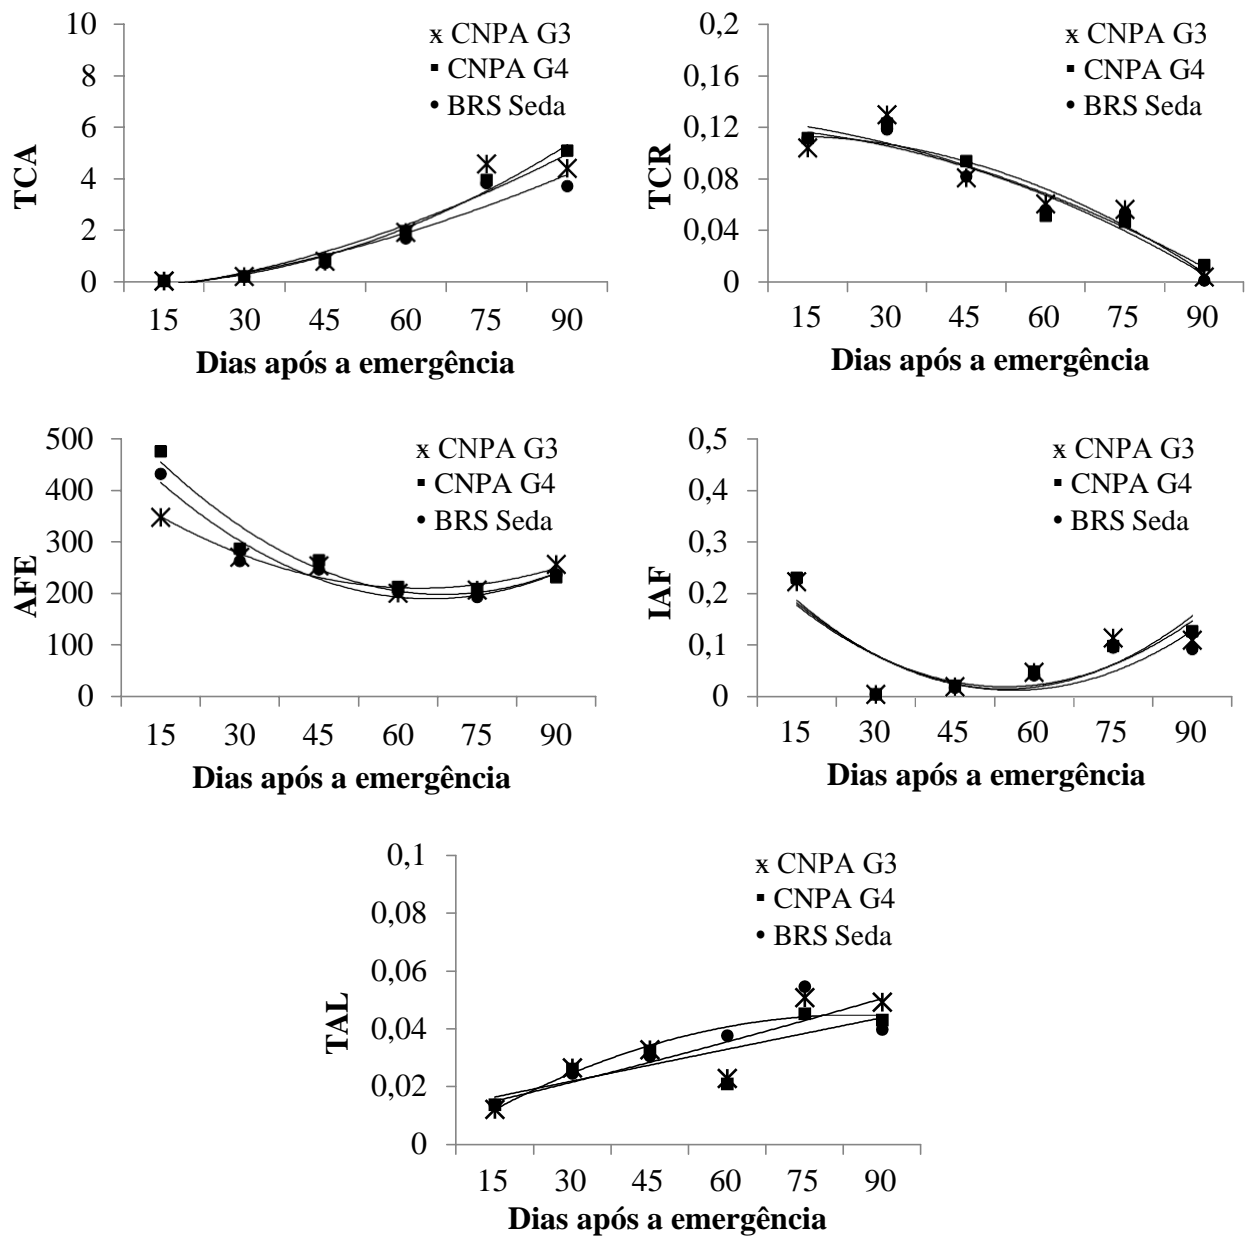 10
8
6
4
2
0
TCA
x CNPA G3
▪ CNPA G4
• BRS Seda
15 30 45 60 75 90
Dias após a emergência
0,2
0,16
0,12
0,08
0,04
0
TCR
x CNPA G3
▪ CNPA G4
• BRS Seda
15 30 45 60 75 90
Dias após a emergência
500
400
300
200
100
0
AFE
x CNPA G3
▪ CNPA G4
• BRS Seda
15 30 45 60 75 90
Dias após a emergência
0,5
0,4
0,3
0,2
0,1
0
IAF
x CNPA G3
▪ CNPA G4
• BRS Seda
15 30 45 60 75 90
Dias após a emergência
0,1
0,08
0,06
0,04
0,02
0
TAL
x CNPA G3
▪ CNPA G4
• BRS Seda
15 30 45 60 75 90
Dias após a emergência